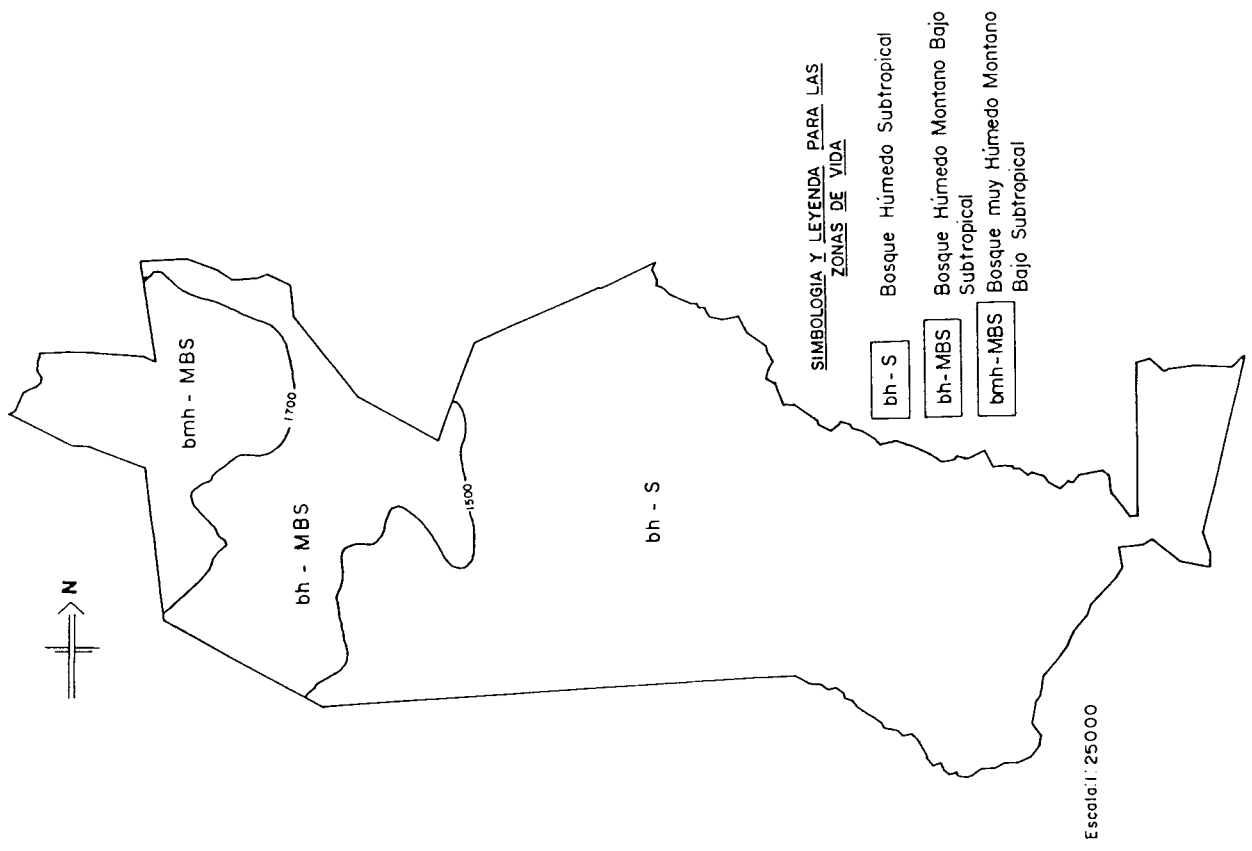 N
bmh - MBS
1700
bh - MBS
1500
bh - S
SIMBOLOGIA Y LEYENDA PARA LAS
ZONAS DE VIDA
bh - S Bosque Húmedo Subtropical
bh - MBS Bosque Húmedo Montano Bajo
Subtropical
bmh - MBS Bosque muy Húmedo Montano
Bajo Subtropical
Escala:1: 25000